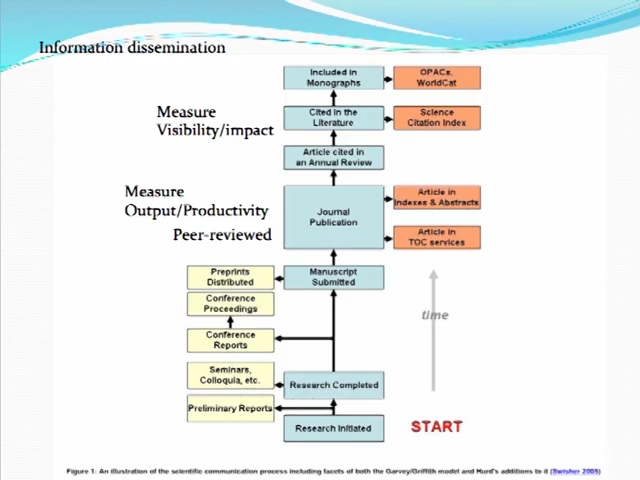 Information dissemination
Included in
Monographs
OPACs,
WorldCat
Measure
Visibility/impact
Cited in the
Literature
Science
Citation Index
Article cited in
an Annual Review
Measure
Output/Productivity
Peer-reviewed
Journal
Publication
Article in
Indexes & Abstracts
Article in
TOC services
Preprints
Distributed
Manuscript
Submitted
Conference
Proceedings
time
Conference
Reports
Seminars,
Colloquia, etc.
Research Completed
Preliminary Reports
Research Initiated
START
Figure 1: An illustration of the scientific communication process including facets of both the Garvey/Griffith model and Hurd's additions to it (Swisher 2008)